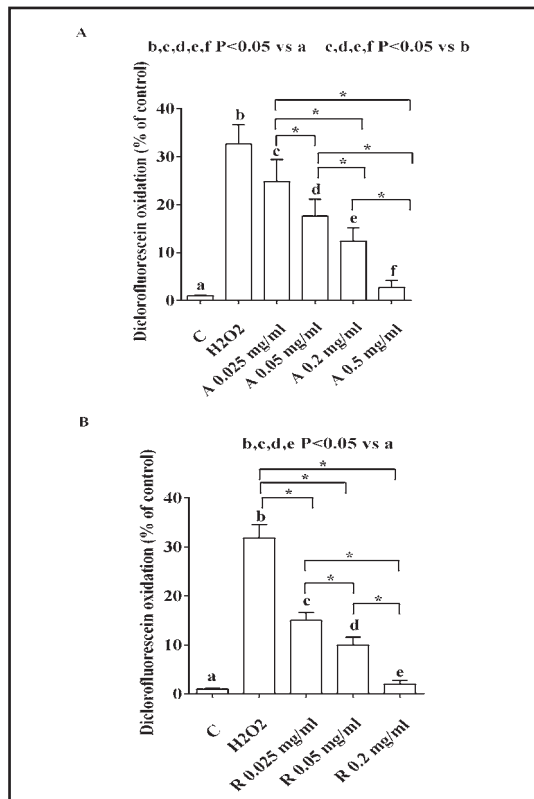 A
b,c,d,e,f P<0.05 vs a c,d,e,f P<0.05 vs b
Diclorofluorescein oxidation (% of control)
40
30
20
10
0
*
*
*
*
*
*
a
b
c
d
e
f
C
H2O2
A 0.025 mg/ml
A 0.05 mg/ml
A 0.2 mg/ml
A 0.5 mg/ml
B
b,c,d,e P<0.05 vs a
Diclorofluorescein oxidation (% of control)
40
30
20
10
0
*
*
*
*
*
*
a
b
c
d
e
C
H2O2
R 0.025 mg/ml
R 0.05 mg/ml
R 0.2 mg/ml